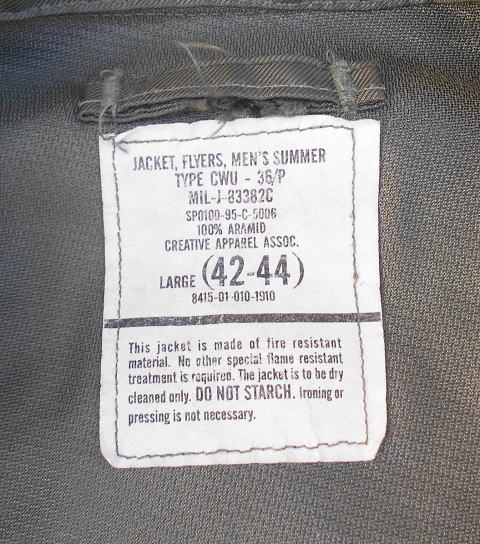 JACKET, FLYERS, MEN'S SUMMER
TYPE CWU - 36/P
MIL-J-83382C
SP0100-95-C-5006
100% ARAMID
CREATIVE APPAREL ASSOC.
LARGE (42-44)
8415-01-010-1910
This jacket is made of fire resistant
material. No other special flame resistant
treatment is required. The jacket is to be dry
cleaned only. DO NOT STARCH. Ironing or
pressing is not necessary.